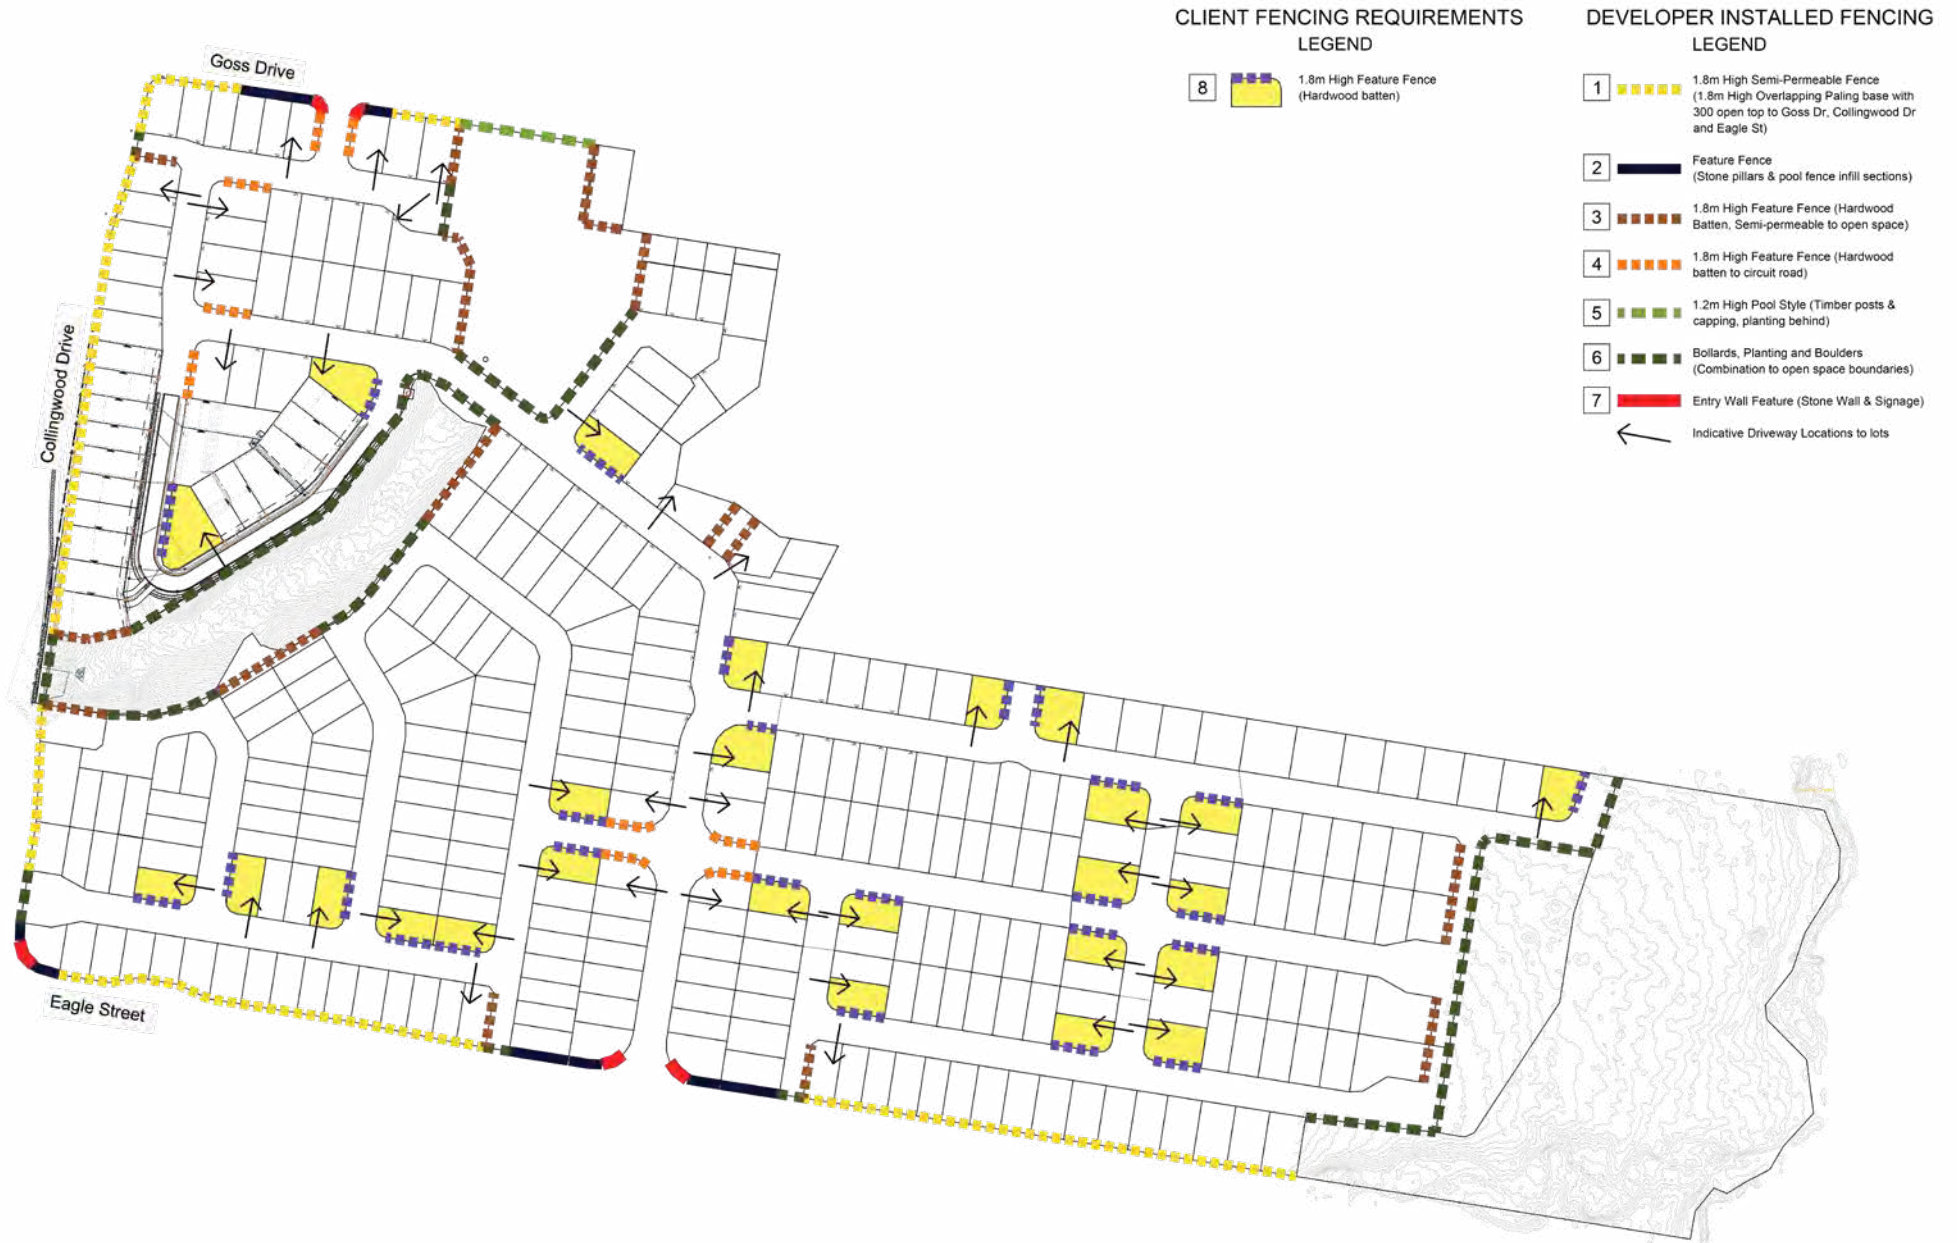 CLIENT FENCING REQUIREMENTS
LEGEND
8
1.8m High Feature Fence
(Hardwood batten)
DEVELOPER INSTALLED FENCING
LEGEND
1
1.8m High Semi-Permeable Fence
(1.8m High Overlapping Paling base with
300 open top to Goss Dr, Collingwood Dr
and Eagle St)
2
Feature Fence
(Stone pillars & pool fence infill sections)
3
1.8m High Feature Fence (Hardwood
Batten, Semi-permeable to open space)
4
1.8m High Feature Fence (Hardwood
batten to circuit road)
5
1.2m High Pool Style (Timber posts &
capping, planting behind)
6
Bollards, Planting and Boulders
(Combination to open space boundaries)
7
Entry Wall Feature (Stone Wall & Signage)
Indicative Driveway Locations to lots
Goss Drive
Collingwood Drive
Eagle Street